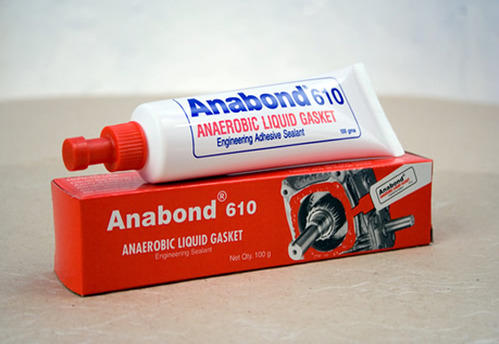 Anabond® 610
ANAEROBIC LIQUID GASKET
Engineering Adhesive Sealant
100 gms
Anabond® 610
ANAEROBIC LIQUID GASKET
Engineering Sealant
Net Qty. 100 g
Anabond